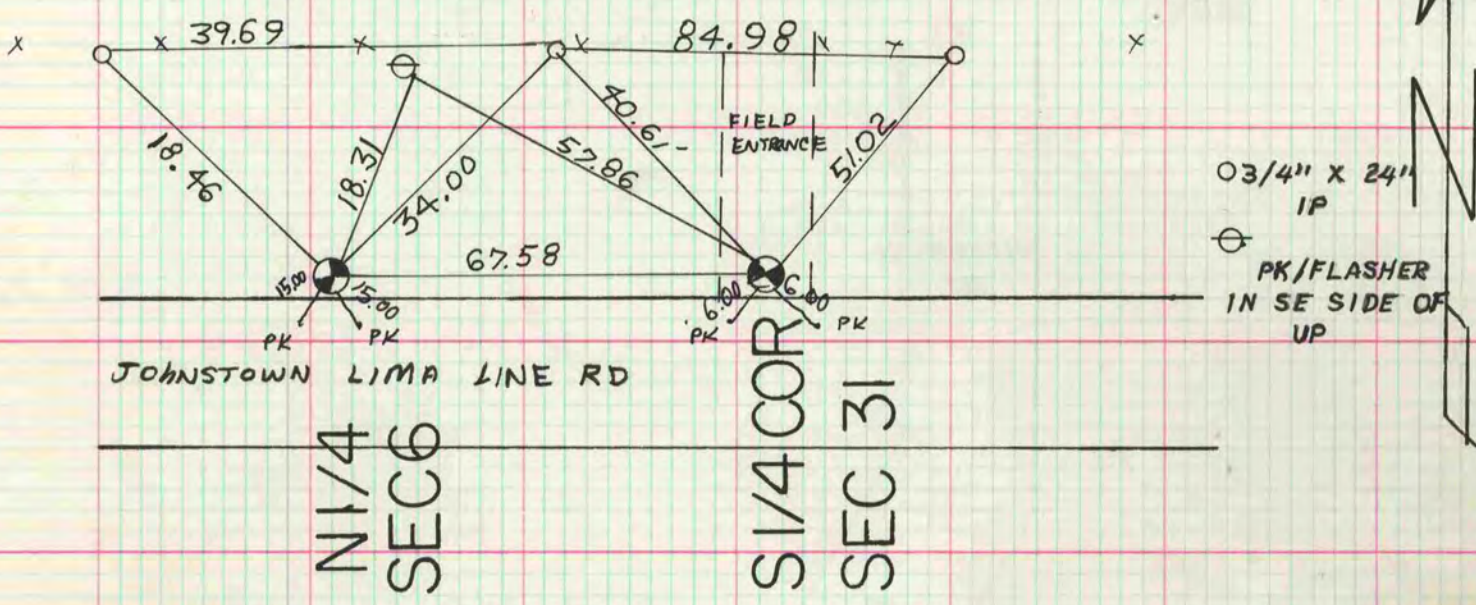 39.69
84.98
18.46
18.31
34.00
57.86
40.61
FIELD
ENTRANCE
51.02
67.58
15.00
15.00
PK
PK
6.00
6.00
PK
PK
JOHNSTOWN LIMA LINE RD
N1/4
SEC6
S1/4 COR
SEC 31
3/4" X 24"
IP
PK/FLASHER
IN SE SIDE OF
UP
N